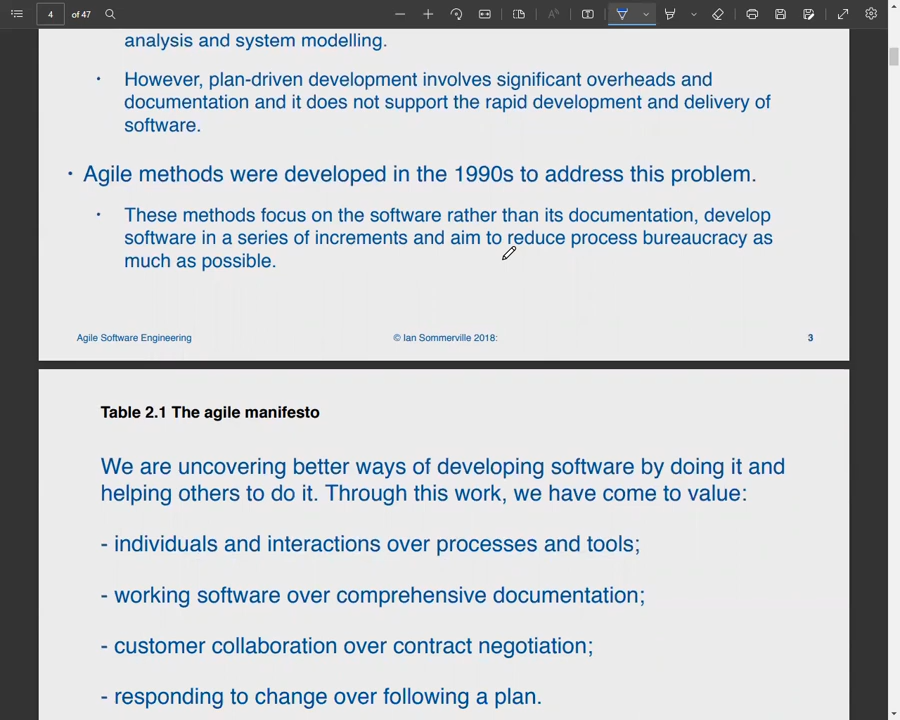 4 of 47
analysis and system modelling.
• However, plan-driven development involves significant overheads and
documentation and it does not support the rapid development and delivery of
software.
• Agile methods were developed in the 1990s to address this problem.
• These methods focus on the software rather than its documentation, develop
software in a series of increments and aim to reduce process bureaucracy as
much as possible.
Agile Software Engineering © Ian Sommerville 2018: 3
Table 2.1 The agile manifesto
We are uncovering better ways of developing software by doing it and
helping others to do it. Through this work, we have come to value:
- individuals and interactions over processes and tools;
- working software over comprehensive documentation;
- customer collaboration over contract negotiation;
- responding to change over following a plan.